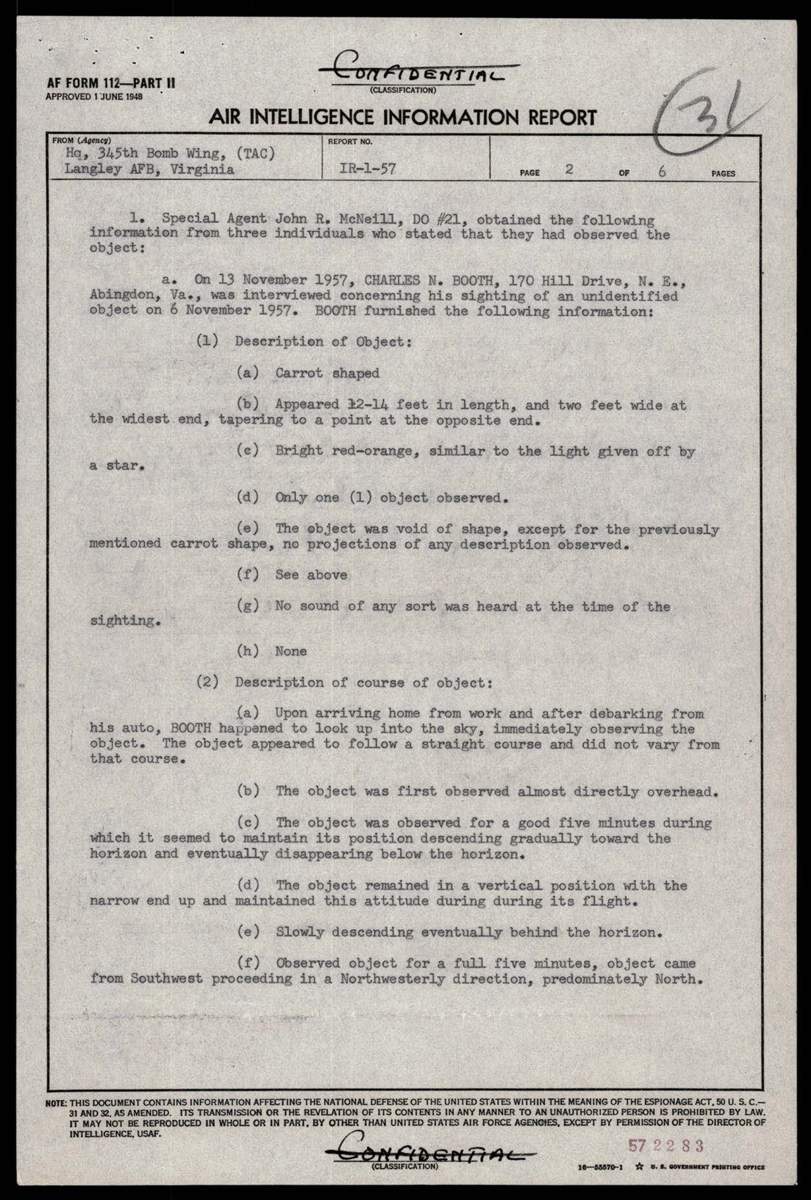 CONFIDENTIAL
(CLASSIFICATION)
AF FORM 112—PART II
APPROVED 1 JUNE 1948
AIR INTELLIGENCE INFORMATION REPORT
31
FROM (Agency)
Hq, 345th Bomb Wing, (TAC)
Langley AFB, Virginia
REPORT NO.
IR-1-57
PAGE 2 OF 6 PAGES
1. Special Agent John R. McNeill, DO #21, obtained the following
information from three individuals who stated that they had observed the
object:
a. On 13 November 1957, CHARLES N. BOOTH, 170 Hill Drive, N. E.,
Abingdon, Va., was interviewed concerning his sighting of an unidentified
object on 6 November 1957. BOOTH furnished the following information:
(1) Description of Object:
(a) Carrot shaped
(b) Appeared 12-14 feet in length, and two feet wide at
the widest end, tapering to a point at the opposite end.
(c) Bright red-orange, similar to the light given off by
a star.
(d) Only one (1) object observed.
(e) The object was void of shape, except for the previously
mentioned carrot shape, no projections of any description observed.
(f) See above
(g) No sound of any sort was heard at the time of the
sighting.
(h) None
(2) Description of course of object:
(a) Upon arriving home from work and after debarking from
his auto, BOOTH happened to look up into the sky, immediately observing the
object. The object appeared to follow a straight course and did not vary from
that course.
(b) The object was first observed almost directly overhead.
(c) The object was observed for a good five minutes during
which it seemed to maintain its position descending gradually toward the
horizon and eventually disappearing below the horizon.
(d) The object remained in a vertical position with the
narrow end up and maintained this attitude during during its flight.
(e) Slowly descending eventually behind the horizon.
(f) Observed object for a full five minutes, object came
from Southwest proceeding in a Northwesterly direction, predominately North.
NOTE: THIS DOCUMENT CONTAINS INFORMATION AFFECTING THE NATIONAL DEFENSE OF THE UNITED STATES WITHIN THE MEANING OF THE ESPIONAGE ACT, 50 U. S. C.—
31 AND 32, AS AMENDED. ITS TRANSMISSION OR THE REVELATION OF ITS CONTENTS IN ANY MANNER TO AN UNAUTHORIZED PERSON IS PROHIBITED BY LAW.
IT MAY NOT BE REPRODUCED IN WHOLE OR IN PART, BY OTHER THAN UNITED STATES AIR FORCE AGENCIES, EXCEPT BY PERMISSION OF THE DIRECTOR OF
INTELLIGENCE, USAF.
CONFIDENTIAL
(CLASSIFICATION)
57 2283
16—55570-1 ☆ U. S. GOVERNMENT PRINTING OFFICE